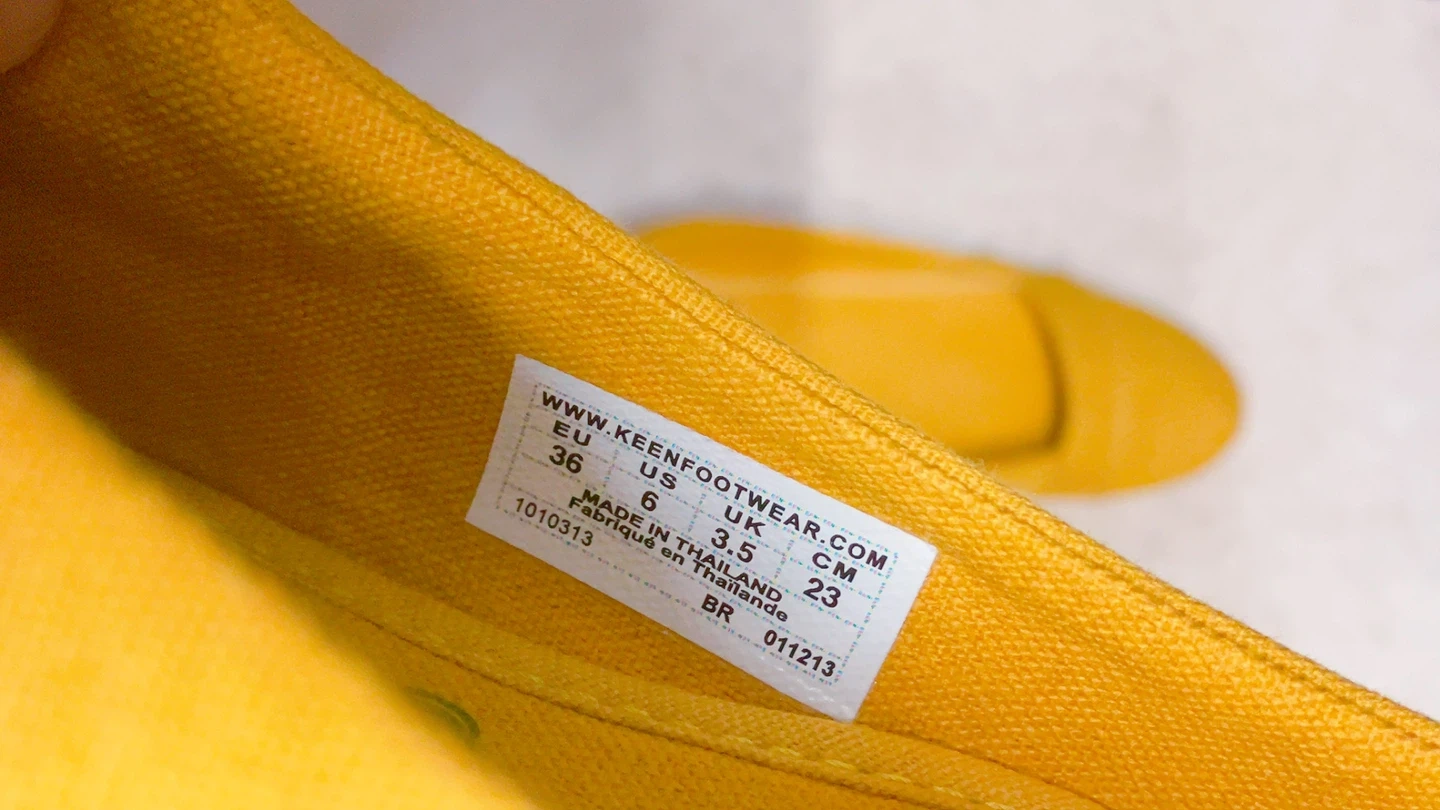 WWW.KEENFOOTWEAR.COM
EU US UK CM
36 6 3.5 23
MADE IN THAILAND
Fabriqué en Thaïlande
1010313 BR 011213